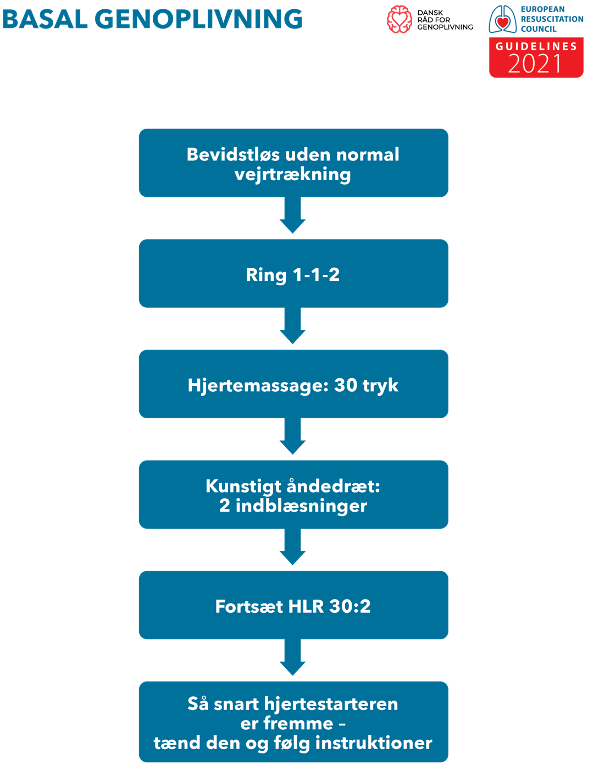 BASAL GENOPLIVNING
DANSK
RÅD FOR
GENOPLIVNING
EUROPEAN
RESUSCITATION
COUNCIL
GUIDELINES
2021
Bevidstløs uden normal
vejrtrækning
Ring 1-1-2
Hjertemassage: 30 tryk
Kunstigt åndedræt:
2 indblæsninger
Fortsæt HLR 30:2
Så snart hjertestarteren
er fremme –
tænd den og følg instruktioner